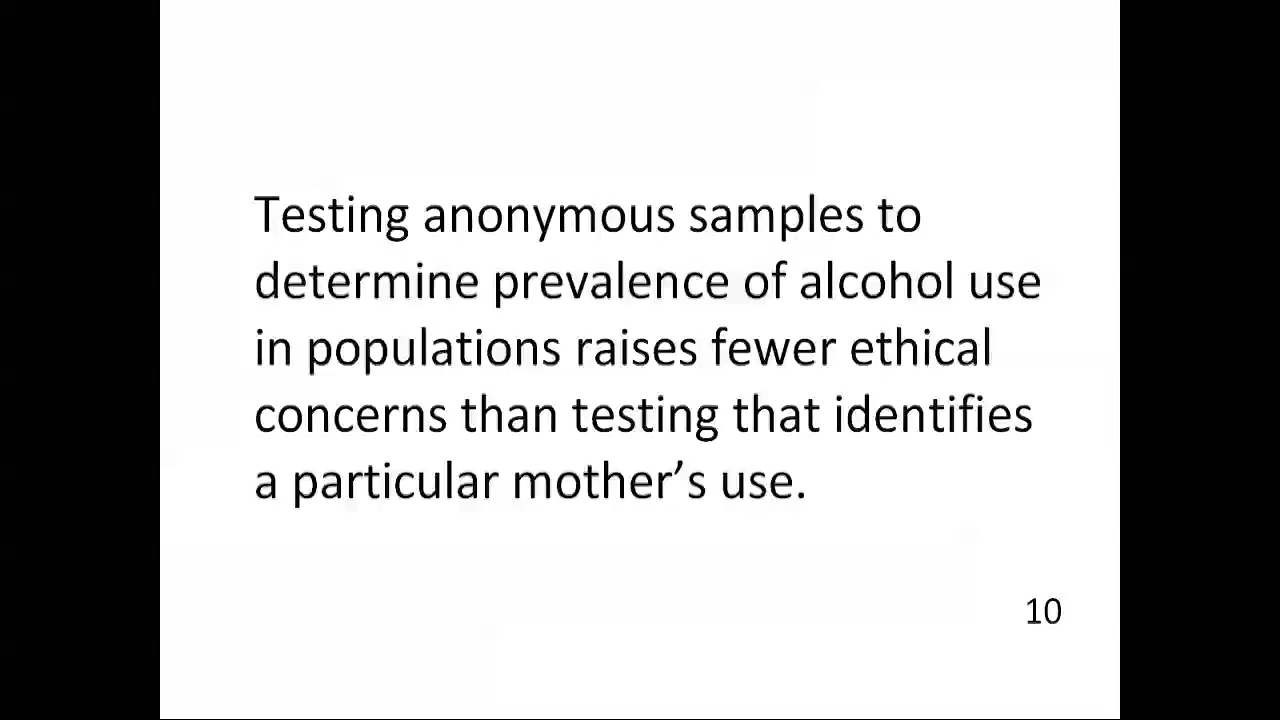 Testing anonymous samples to
determine prevalence of alcohol use
in populations raises fewer ethical
concerns than testing that identifies
a particular mother’s use.
10